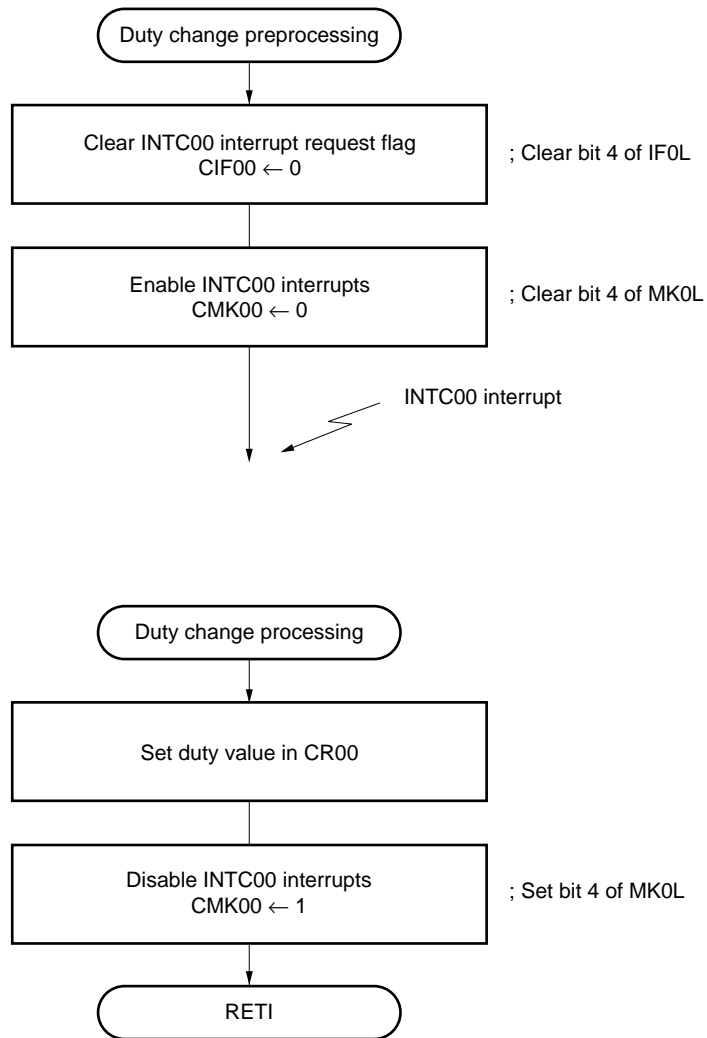 Duty change preprocessing
Clear INTC00 interrupt request flag
CIF00 ← 0
; Clear bit 4 of IF0L
Enable INTC00 interrupts
CMK00 ← 0
; Clear bit 4 of MK0L
INTC00 interrupt
Duty change processing
Set duty value in CR00
Disable INTC00 interrupts
CMK00 ← 1
; Set bit 4 of MK0L
RETI